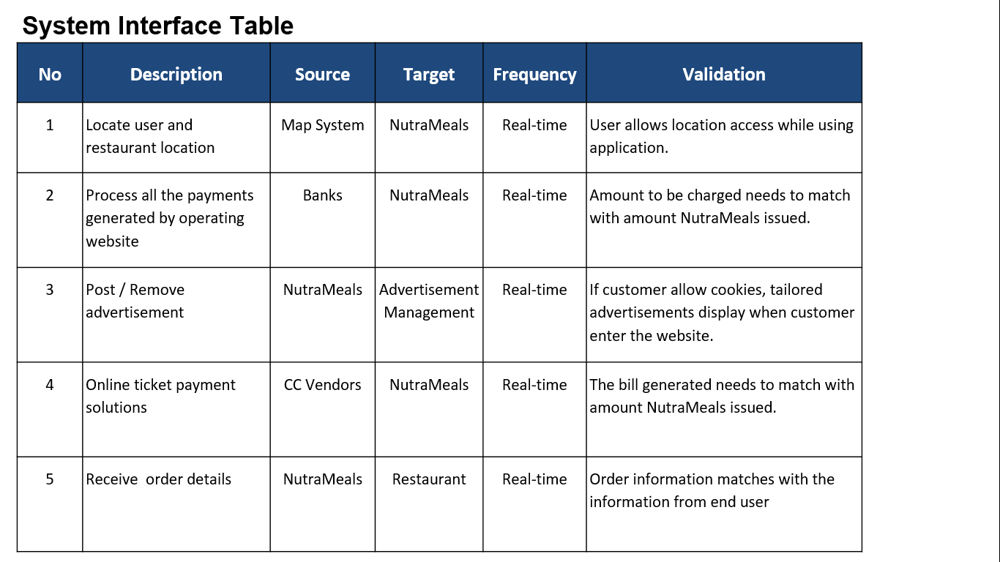 System Interface Table
No Description Source Target Frequency Validation
1 Locate user and Map System NutraMeals Real-time User allows location access while using
restaurant location application.
2 Process all the payments Banks NutraMeals Real-time Amount to be charged needs to match
generated by operating with amount NutraMeals issued.
website
3 Post / Remove NutraMeals Advertisement Real-time If customer allow cookies, tailored
advertisement Management advertisements display when customer
enter the website.
4 Online ticket payment CC Vendors NutraMeals Real-time The bill generated needs to match with
solutions amount NutraMeals issued.
5 Receive  order details NutraMeals Restaurant Real-time Order information matches with the
information from end user